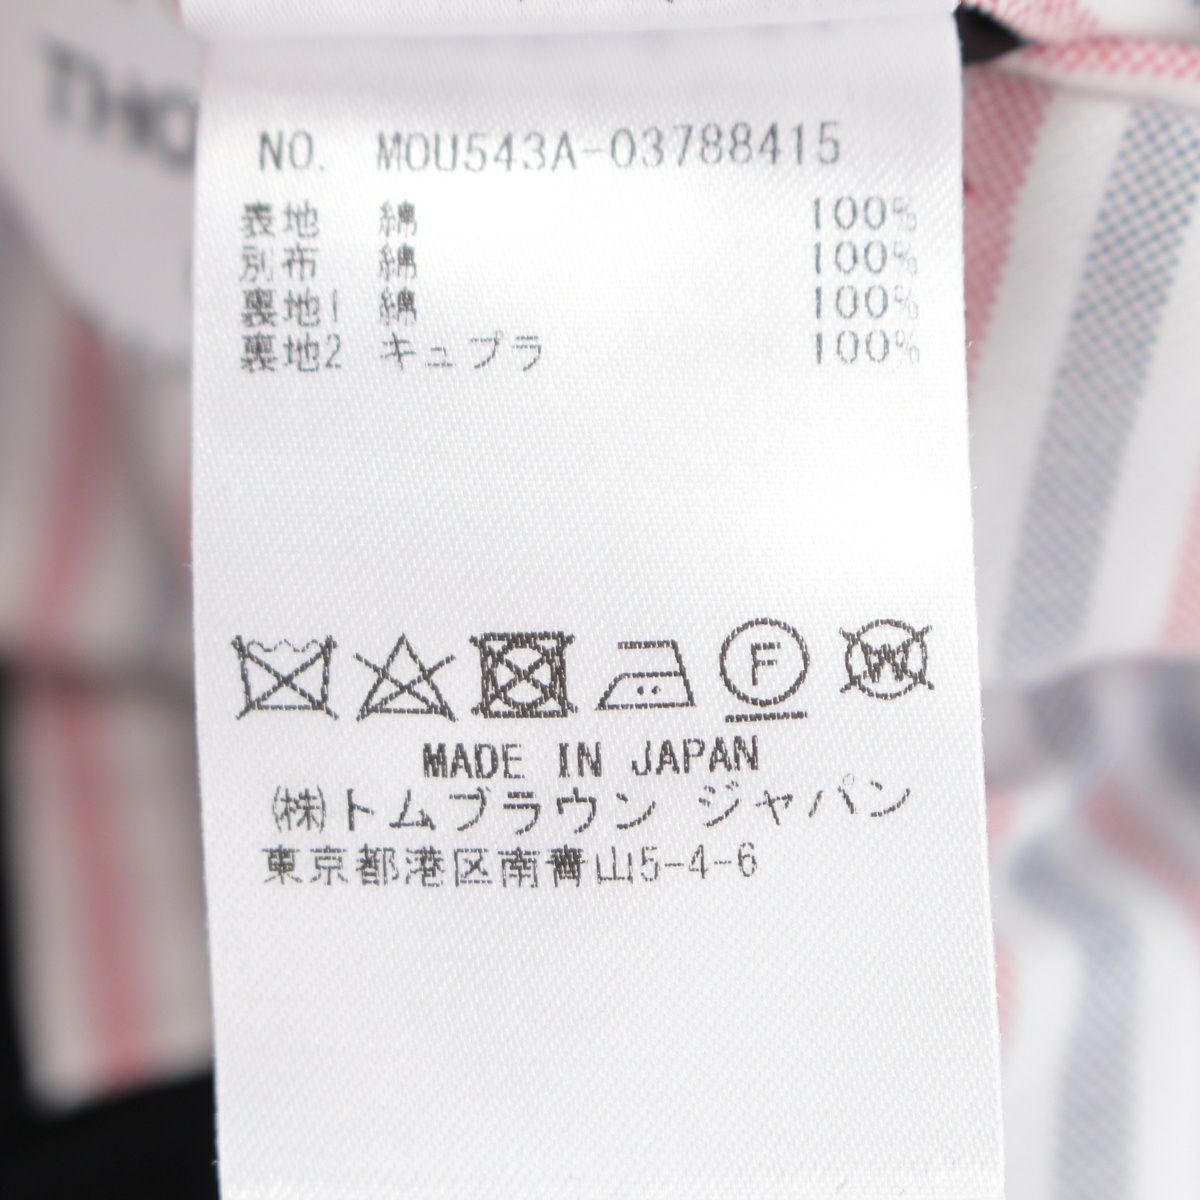 THO
NO. MOU543A-03788415
表地 綿 100%
別布 綿 100%
裏地1 綿 100%
裏地2 キュプラ 100%
F
W
MADE IN JAPAN
(株)トムブラウン ジャパン
東京都港区南青山5-4-6